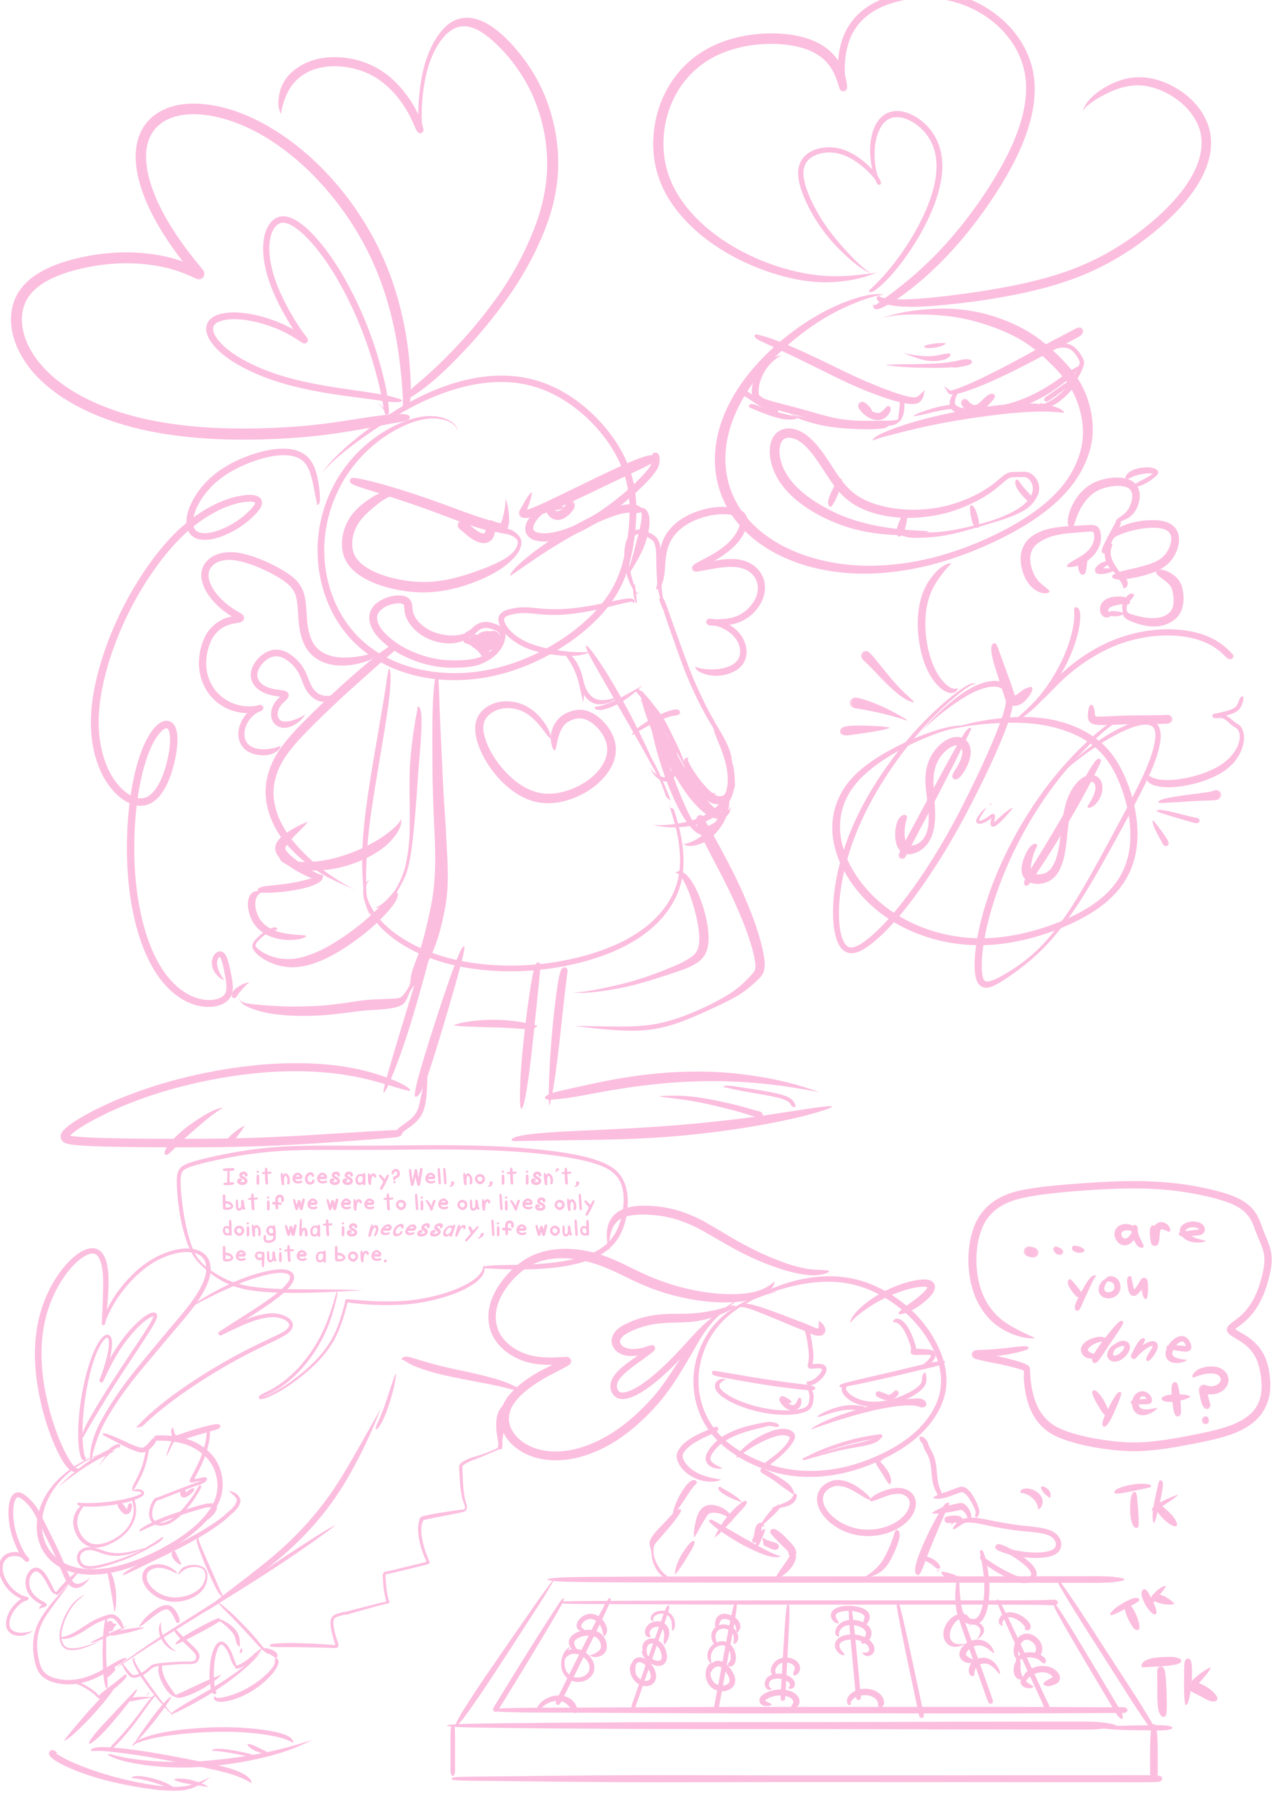 $ $
Is it necessary? Well, no, it isn't,
but if we were to live our lives only
doing what is necessary, life would
be quite a bore.
... are
you
done
yet?
TK
TK
TK